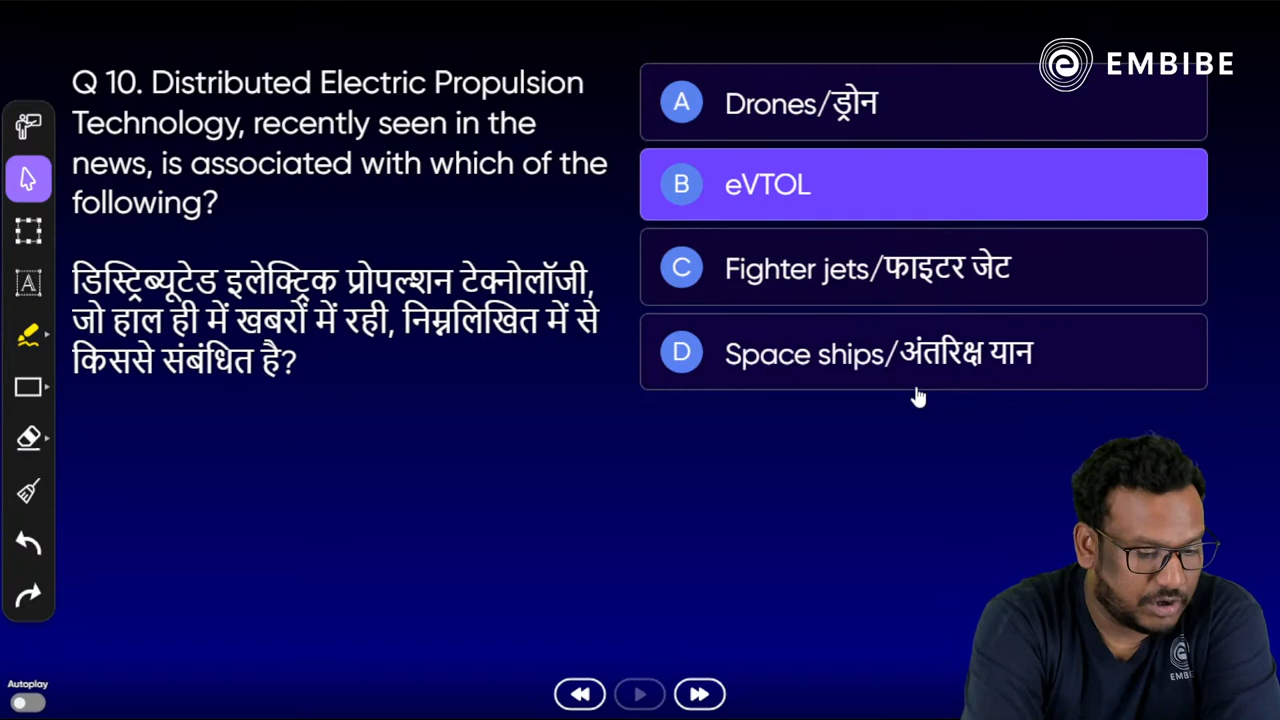 EMBIBE
Q 10. Distributed Electric Propulsion
Technology, recently seen in the
news, is associated with which of the
following?
डिस्ट्रिब्यूटेड इलेक्ट्रिक प्रोपल्शन टेक्नोलॉजी,
जो हाल ही में खबरों में रही, निम्नलिखित में से
किससे संबंधित है?
A Drones/ड्रोन
B eVTOL
C Fighter jets/फाइटर जेट
D Space ships/अंतरिक्ष यान
A
Autoplay
EMBIBE